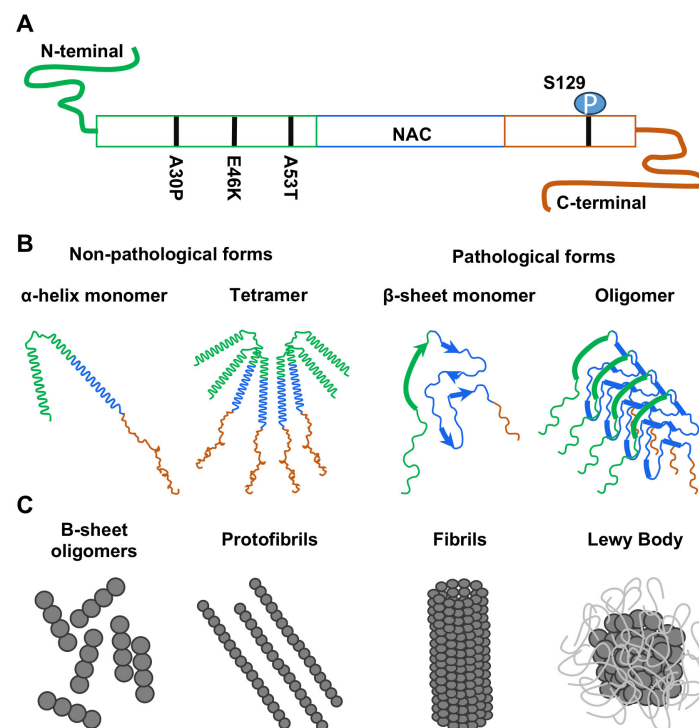 A
N-teminal
S129
P
NAC
A30P
E46K
A53T
C-terminal
B
Non-pathological forms
Pathological forms
α-helix monomer
Tetramer
β-sheet monomer
Oligomer
C
B-sheet
oligomers
Protofibrils
Fibrils
Lewy Body